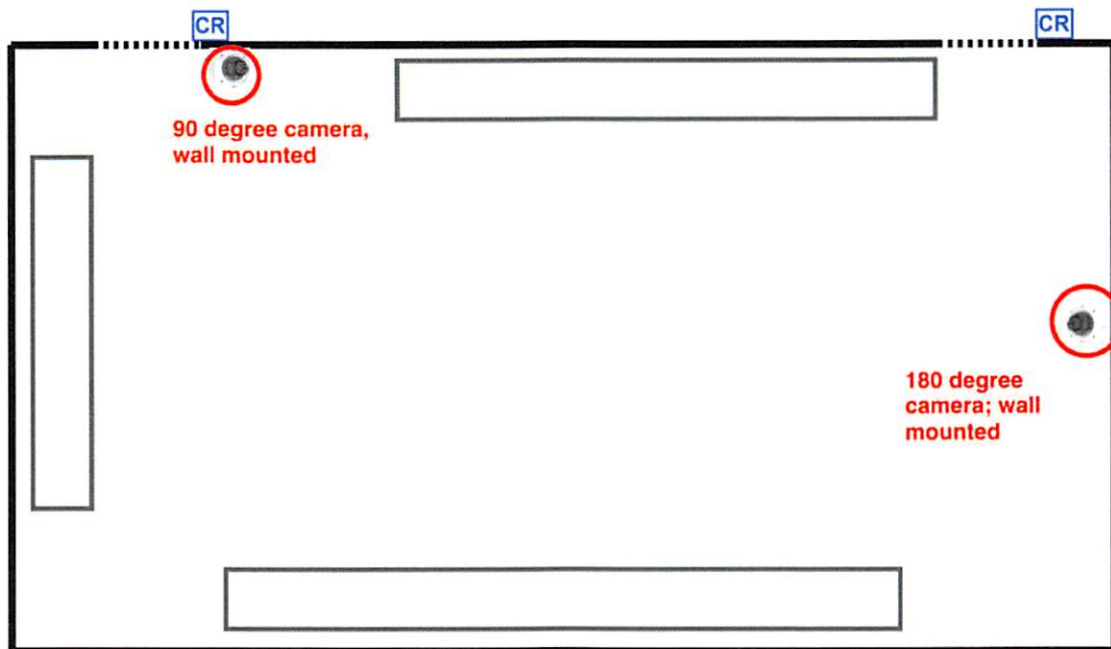 CR
CR
90 degree camera,
wall mounted
180 degree
camera; wall
mounted